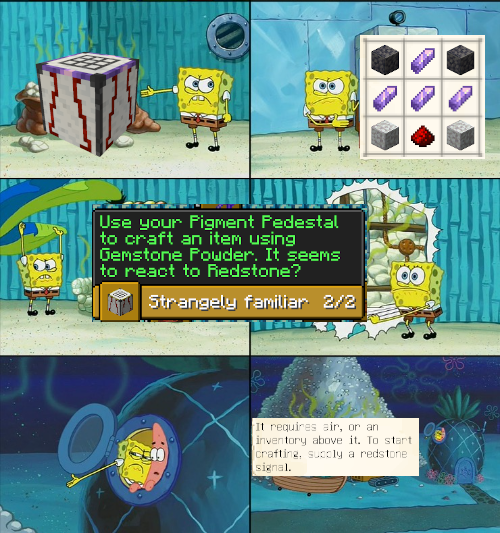 Use your Pigment Pedestal
to craft an item using
Gemstone Powder. It seems
to react to Redstone?
Strangely familiar 2/2
It requires air, or an
inventory above it. To start
crafting, supply a redstone
signal.